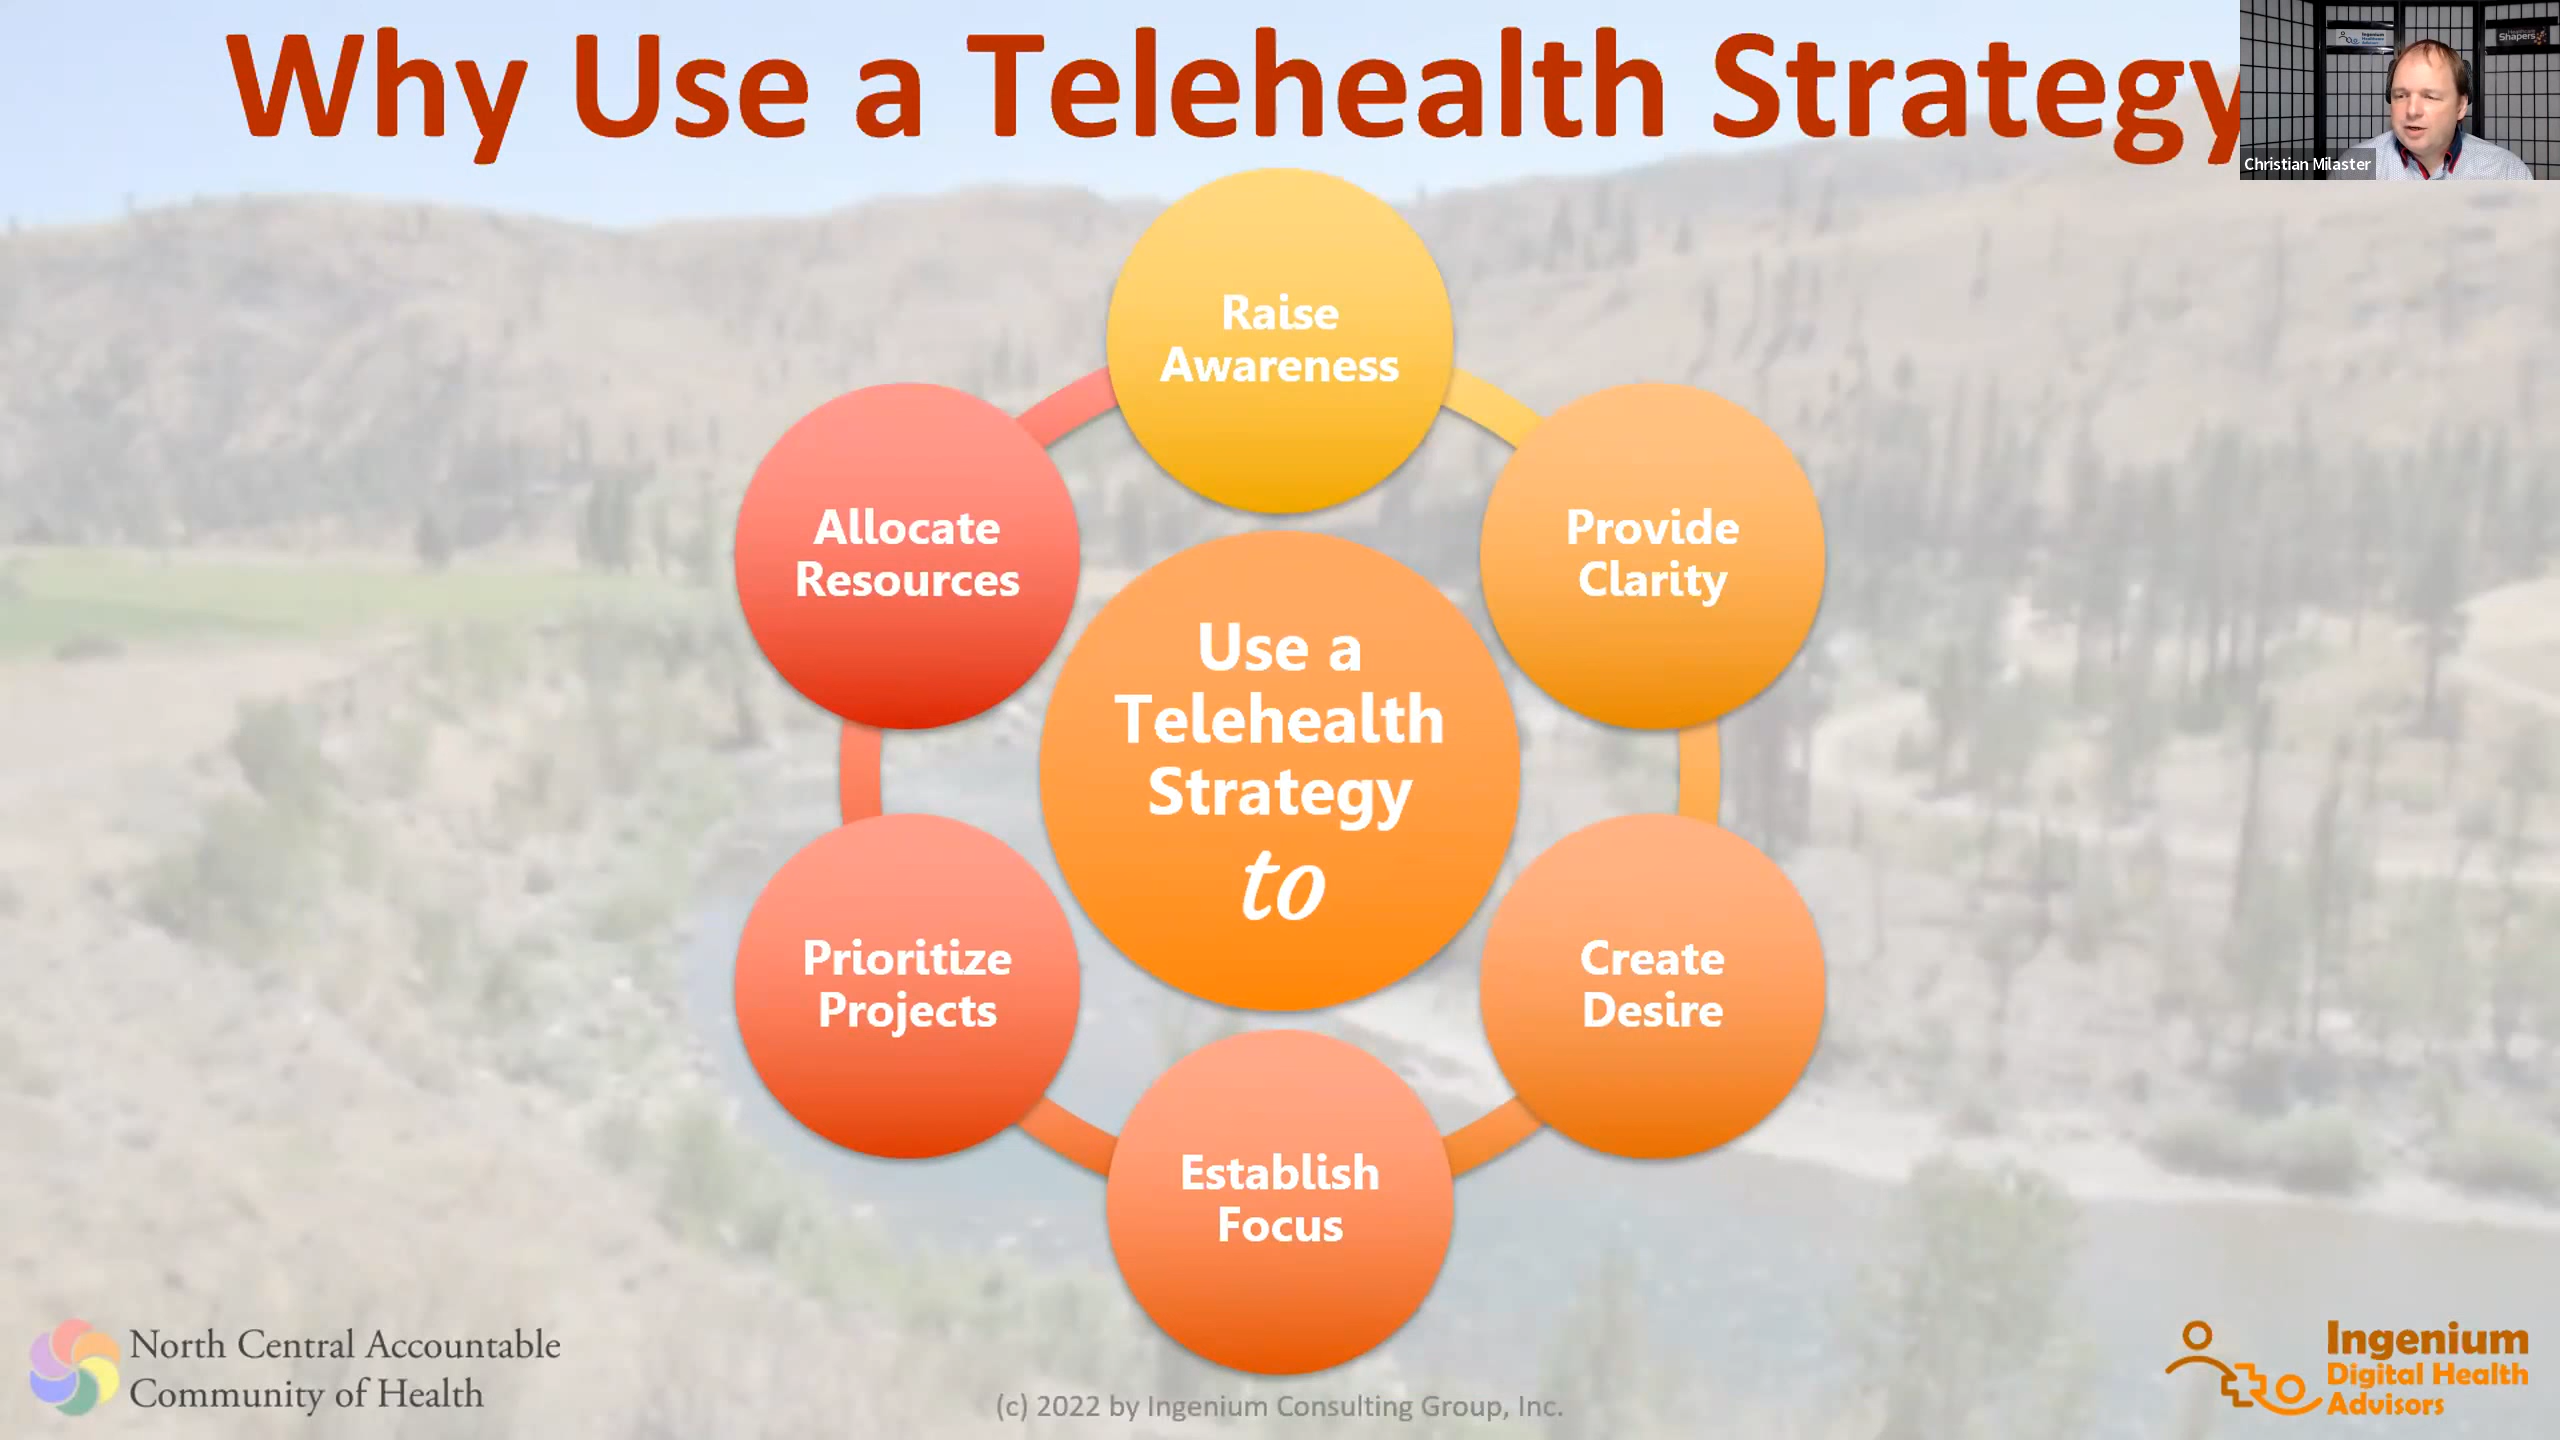 Why Use a Telehealth Strategy
Ingenium
Shapers
Christian Milaster
Raise
Awareness
Provide
Clarity
Create
Desire
Establish
Focus
Prioritize
Projects
Allocate
Resources
Use a
Telehealth
Strategy
to
North Central Accountable
Community of Health
(c) 2022 by Ingenium Consulting Group, Inc.
Ingenium
Digital Health
Advisors